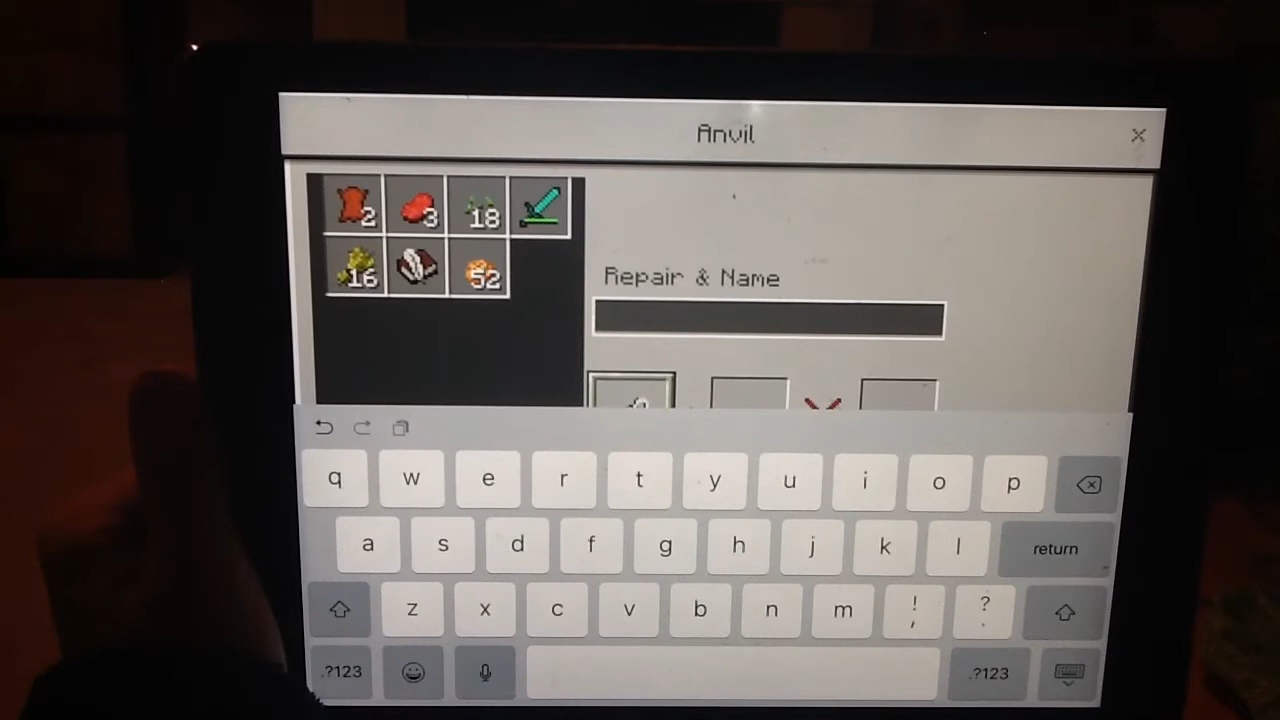 Anvil
2 3 18
16 52
Repair & Name
q w e r t y u i o p
a s d f g h j k l return
z x c v b n m ! , ? .
.?123 .?123